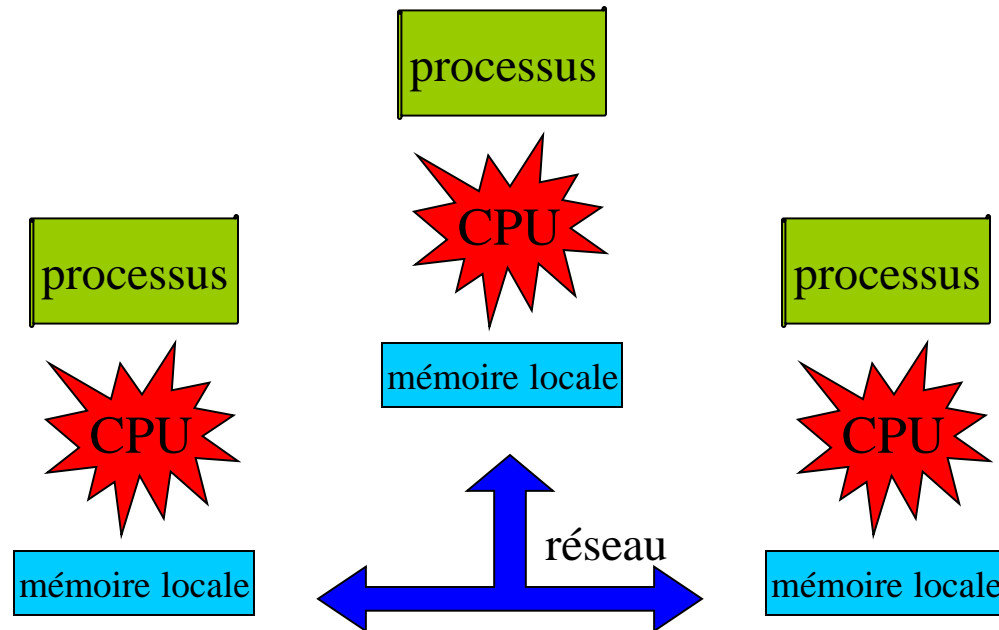 processus
CPU
mémoire locale
processus
CPU
mémoire locale
processus
CPU
mémoire locale
réseau